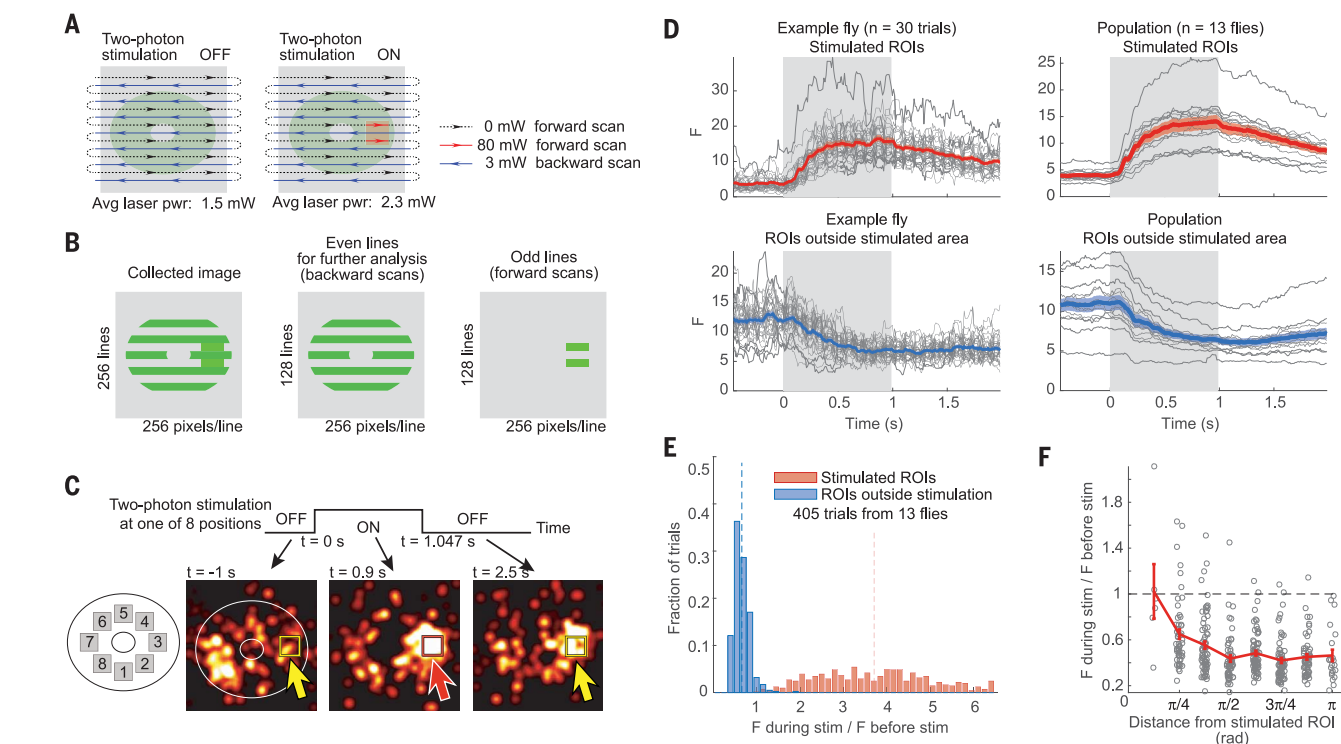 A
Two-photon
stimulation OFF
Two-photon
stimulation ON
0 mW forward scan
80 mW forward scan
3 mW backward scan
Avg laser pwr: 1.5 mW
Avg laser pwr: 2.3 mW
B
Collected image
Even lines
for further analysis
(backward scans)
Odd lines
(forward scans)
256 lines
128 lines
128 lines
256 pixels/line
256 pixels/line
256 pixels/line
C
Two-photon stimulation
at one of 8 positions
OFF
ON
OFF
Time
t = 0 s
t = 1.047 s
t = -1 s
t = 0.9 s
t = 2.5 s
5
6 4
7 3
8 2
1
D
Example fly (n = 30 trials)
Stimulated ROIs
F
40
30
20
10
0
Population (n = 13 flies)
Stimulated ROIs
25
20
15
10
5
0
Example fly
ROIs outside stimulated area
F
20
15
10
5
0
0 0.5 1 1.5
Time (s)
Population
ROIs outside stimulated area
15
10
5
0
0 0.5 1 1.5
Time (s)
E
Fraction of trials
0.5
0.4
0.3
0.2
0.1
0
Stimulated ROIs
ROIs outside stimulation
405 trials from 13 flies
1 2 3 4 5 6
F during stim / F before stim
F
F during stim / F before stim
1.8
1.4
1
0.6
0.2
π/4 π/2 3π/4 π
Distance from stimulated ROI
(rad)